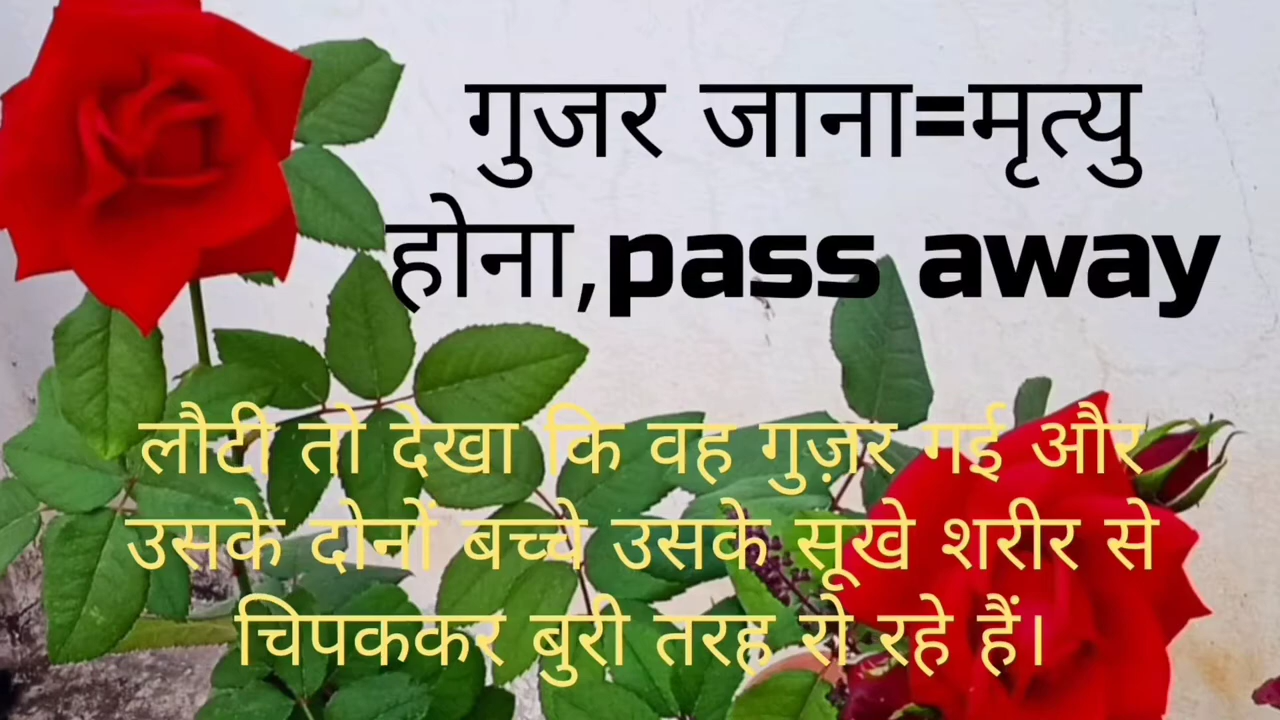 गुजर जाना=मृत्यु
होना,pass away
लौटी तो देखा कि वह गुज़र गई और
उसके दोनों बच्चे उसके सूखे शरीर से
चिपककर बुरी तरह रो रहे हैं।